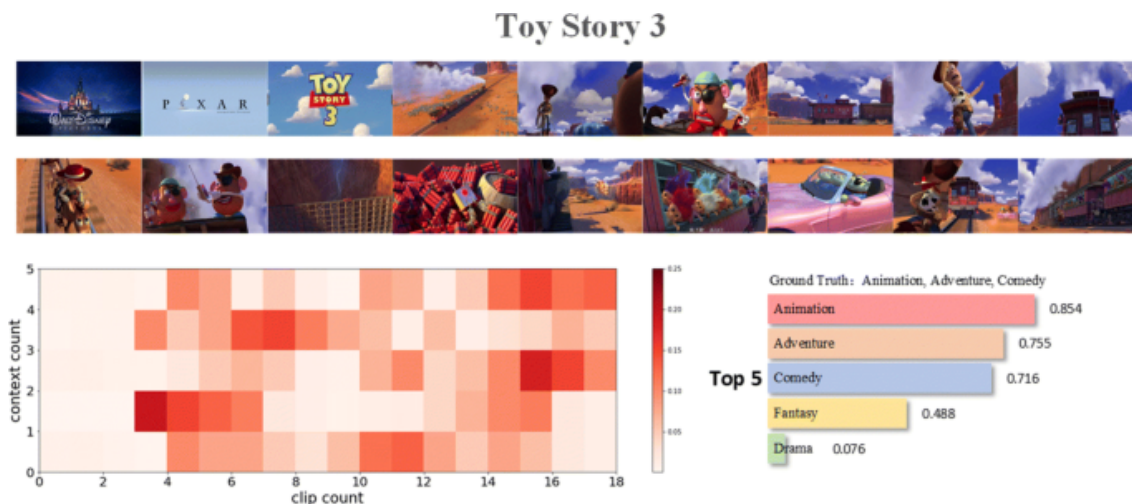 Toy Story 3
WALT DISNEY
PICTURES
PIXAR
TOY
STORY
3
5
4
3
2
1
0
context count
0 2 4 6 8 10 12 14 16 18
clip count
0.25
0.20
0.15
0.10
0.05
Ground Truth: Animation, Adventure, Comedy
Animation 0.854
Adventure 0.755
Top 5 Comedy 0.716
Fantasy 0.488
Drama 0.076